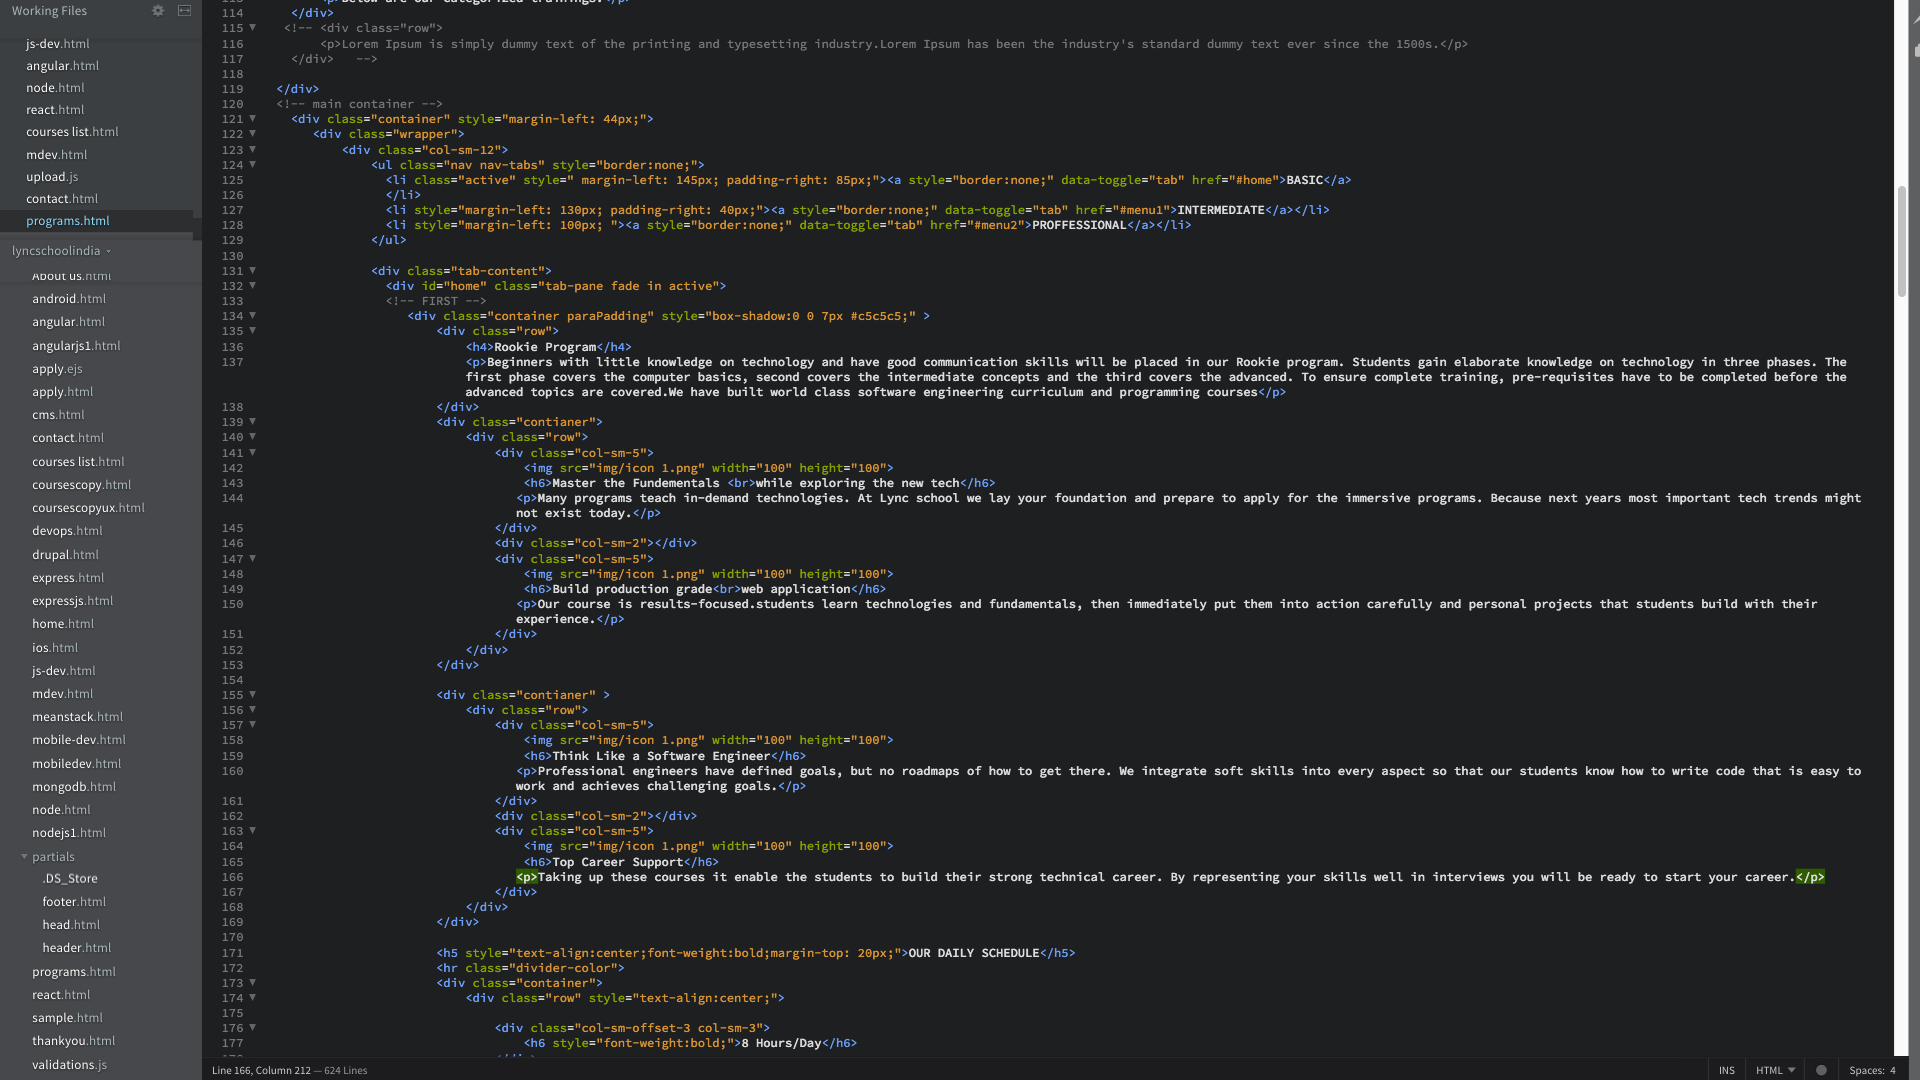 Working Files
js-dev.html
angular.html
node.html
react.html
courses list.html
mdev.html
upload.js
contact.html
programs.html
lyncschoolindia
About us.html
android.html
angular.html
angularjs1.html
apply.ejs
apply.html
cms.html
contact.html
courses list.html
coursescopy.html
coursescopyux.html
devops.html
drupal.html
express.html
expressjs.html
home.html
ios.html
js-dev.html
mdev.html
meanstack.html
mobile-dev.html
mobiledev.html
mongodb.html
node.html
nodejs1.html
partials
.DS_Store
footer.html
head.html
header.html
programs.html
react.html
sample.html
thankyou.html
validations.js
113 <p>Below are our categorized trainings.</p>
114 </div>
115 <!-- <div class="row">
116 <p>Lorem Ipsum is simply dummy text of the printing and typesetting industry.Lorem Ipsum has been the industry's standard dummy text ever since the 1500s.</p>
117 </div> -->
118
119 </div>
120 <!-- main container -->
121 <div class="container" style="margin-left: 44px;">
122 <div class="wrapper">
123 <div class="col-sm-12">
124 <ul class="nav nav-tabs" style="border:none;">
125 <li class="active" style=" margin-left: 145px; padding-right: 85px;"><a style="border:none;" data-toggle="tab" href="#home">BASIC</a>
126 </li>
127 <li style="margin-left: 130px; padding-right: 40px;"><a style="border:none;" data-toggle="tab" href="#menu1">INTERMEDIATE</a></li>
128 <li style="margin-left: 100px; "><a style="border:none;" data-toggle="tab" href="#menu2">PROFFESSIONAL</a></li>
129 </ul>
130
131 <div class="tab-content">
132 <div id="home" class="tab-pane fade in active">
133 <!-- FIRST -->
134 <div class="container paraPadding" style="box-shadow:0 0 7px #c5c5c5;" >
135 <div class="row">
136 <h4>Rookie Program</h4>
137 <p>Beginners with little knowledge on technology and have good communication skills will be placed in our Rookie program. Students gain elaborate knowledge on technology in three phases. The
first phase covers the computer basics, second covers the intermediate concepts and the third covers the advanced. To ensure complete training, pre-requisites have to be completed before the
advanced topics are covered.We have built world class software engineering curriculum and programming courses</p>
138 </div>
139 <div class="contianer">
140 <div class="row">
141 <div class="col-sm-5">
142 <img src="img/icon 1.png" width="100" height="100">
143 <h6>Master the Fundementals <br>while exploring the new tech</h6>
144 <p>Many programs teach in-demand technologies. At Lync school we lay your foundation and prepare to apply for the immersive programs. Because next years most important tech trends might
not exist today.</p>
145 </div>
146 <div class="col-sm-2"></div>
147 <div class="col-sm-5">
148 <img src="img/icon 1.png" width="100" height="100">
149 <h6>Build production grade<br>web application</h6>
150 <p>Our course is results-focused.students learn technologies and fundamentals, then immediately put them into action carefully and personal projects that students build with their
experience.</p>
151 </div>
152 </div>
153 </div>
154
155 <div class="contianer" >
156 <div class="row">
157 <div class="col-sm-5">
158 <img src="img/icon 1.png" width="100" height="100">
159 <h6>Think Like a Software Engineer</h6>
160 <p>Professional engineers have defined goals, but no roadmaps of how to get there. We integrate soft skills into every aspect so that our students know how to write code that is easy to
work and achieves challenging goals.</p>
161 </div>
162 <div class="col-sm-2"></div>
163 <div class="col-sm-5">
164 <img src="img/icon 1.png" width="100" height="100">
165 <h6>Top Career Support</h6>
166 <p>Taking up these courses it enable the students to build their strong technical career. By representing your skills well in interviews you will be ready to start your career.</p>
167 </div>
168 </div>
169 </div>
170
171 <h5 style="text-align:center;font-weight:bold;margin-top: 20px;">OUR DAILY SCHEDULE</h5>
172 <hr class="divider-color">
173 <div class="container">
174 <div class="row" style="text-align:center;">
175
176 <div class="col-sm-offset-3 col-sm-3">
177 <h6 style="font-weight:bold;">8 Hours/Day</h6>
Line 166, Column 212 — 624 Lines
INS
HTML
Spaces: 4